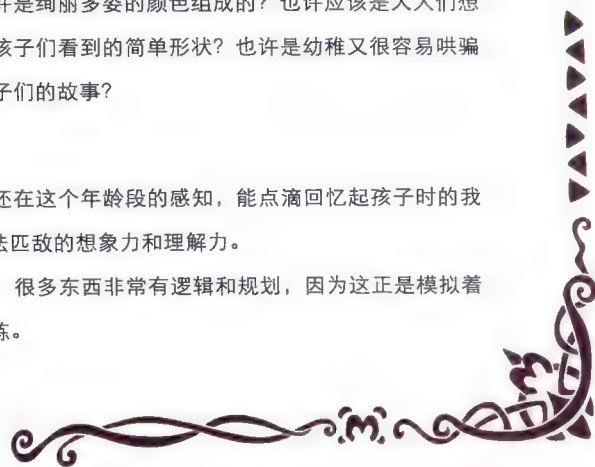 许是绚丽多姿的颜色组成的？也许应该是大人们想
孩子们看到的简单形状？也许是幼稚又很容易哄骗
子们的故事？
还在这个年龄段的感知，能点滴回忆起孩子时的我
法匹敌的想象力和理解力。
很多东西非常有逻辑和规划，因为这正是模拟着
练。